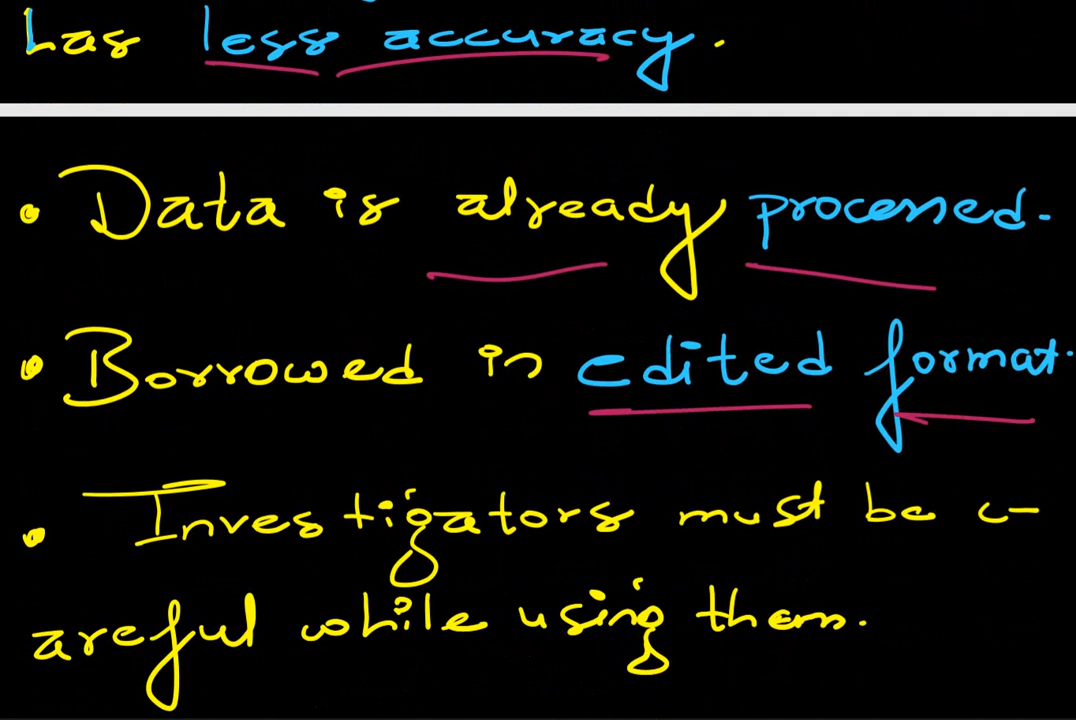 has less accuracy.
• Data is already processed.
• Borrowed in edited format.
• Investigators must be c-
areful while using them.